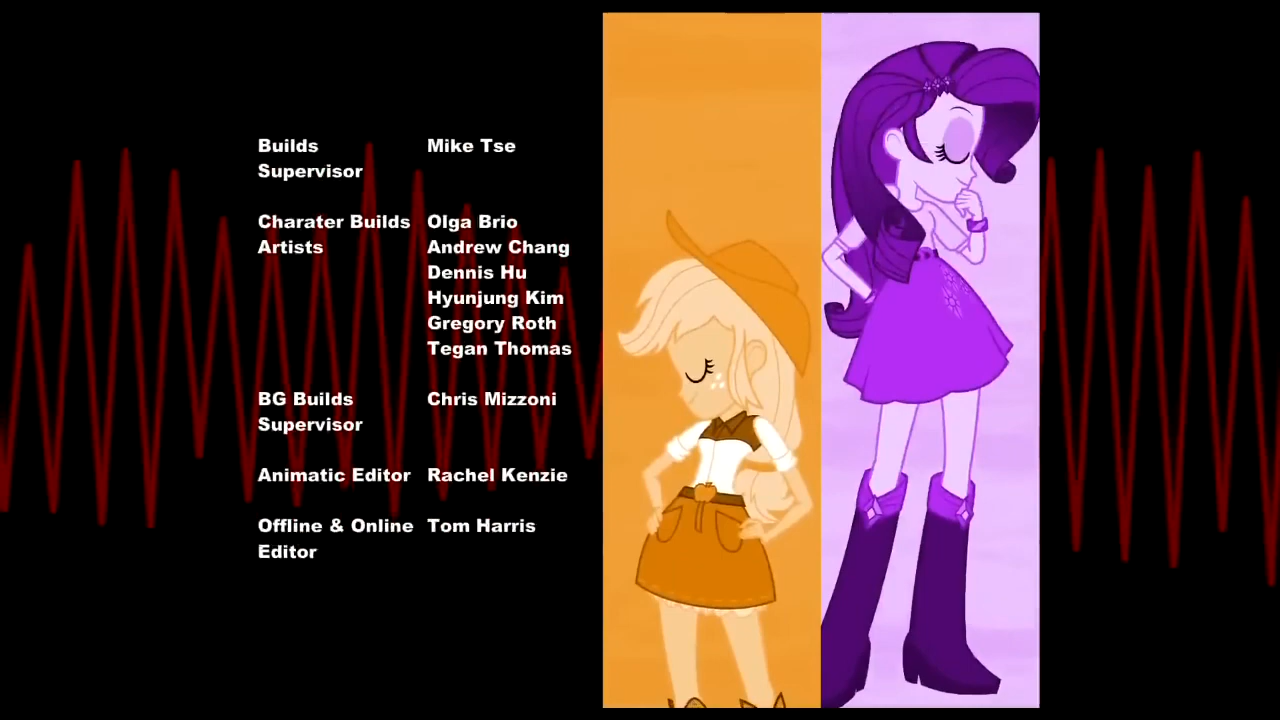 Builds Mike Tse
Supervisor
Charater Builds Olga Brio
Artists Andrew Chang
Dennis Hu
Hyunjung Kim
Gregory Roth
Tegan Thomas
BG Builds Chris Mizzoni
Supervisor
Animatic Editor Rachel Kenzie
Offline & Online Tom Harris
Editor